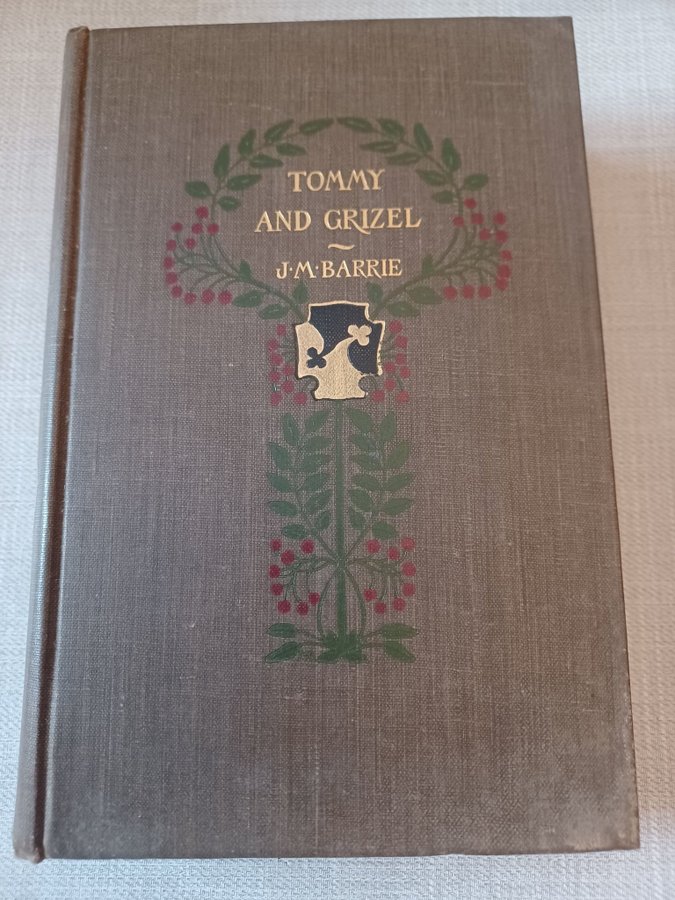 TOMMY
AND GRIZEL
~
J·M·BARRIE